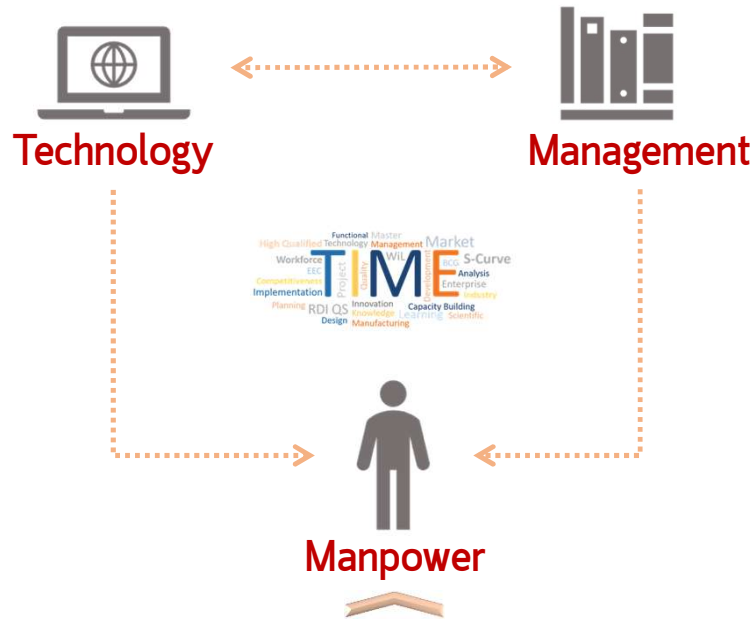 Technology
Management
Functional Master
High Qualified Technology Management Market
Workforce WiL ECG S-Curve
EEC Analysis
Competitiveness Enterprise
Implementation Industry
TIME
Project
Quality
Development
Planning RDI QS Innovation Capacity Building
Knowledge Learning Scientific
Design Manufacturing
Manpower